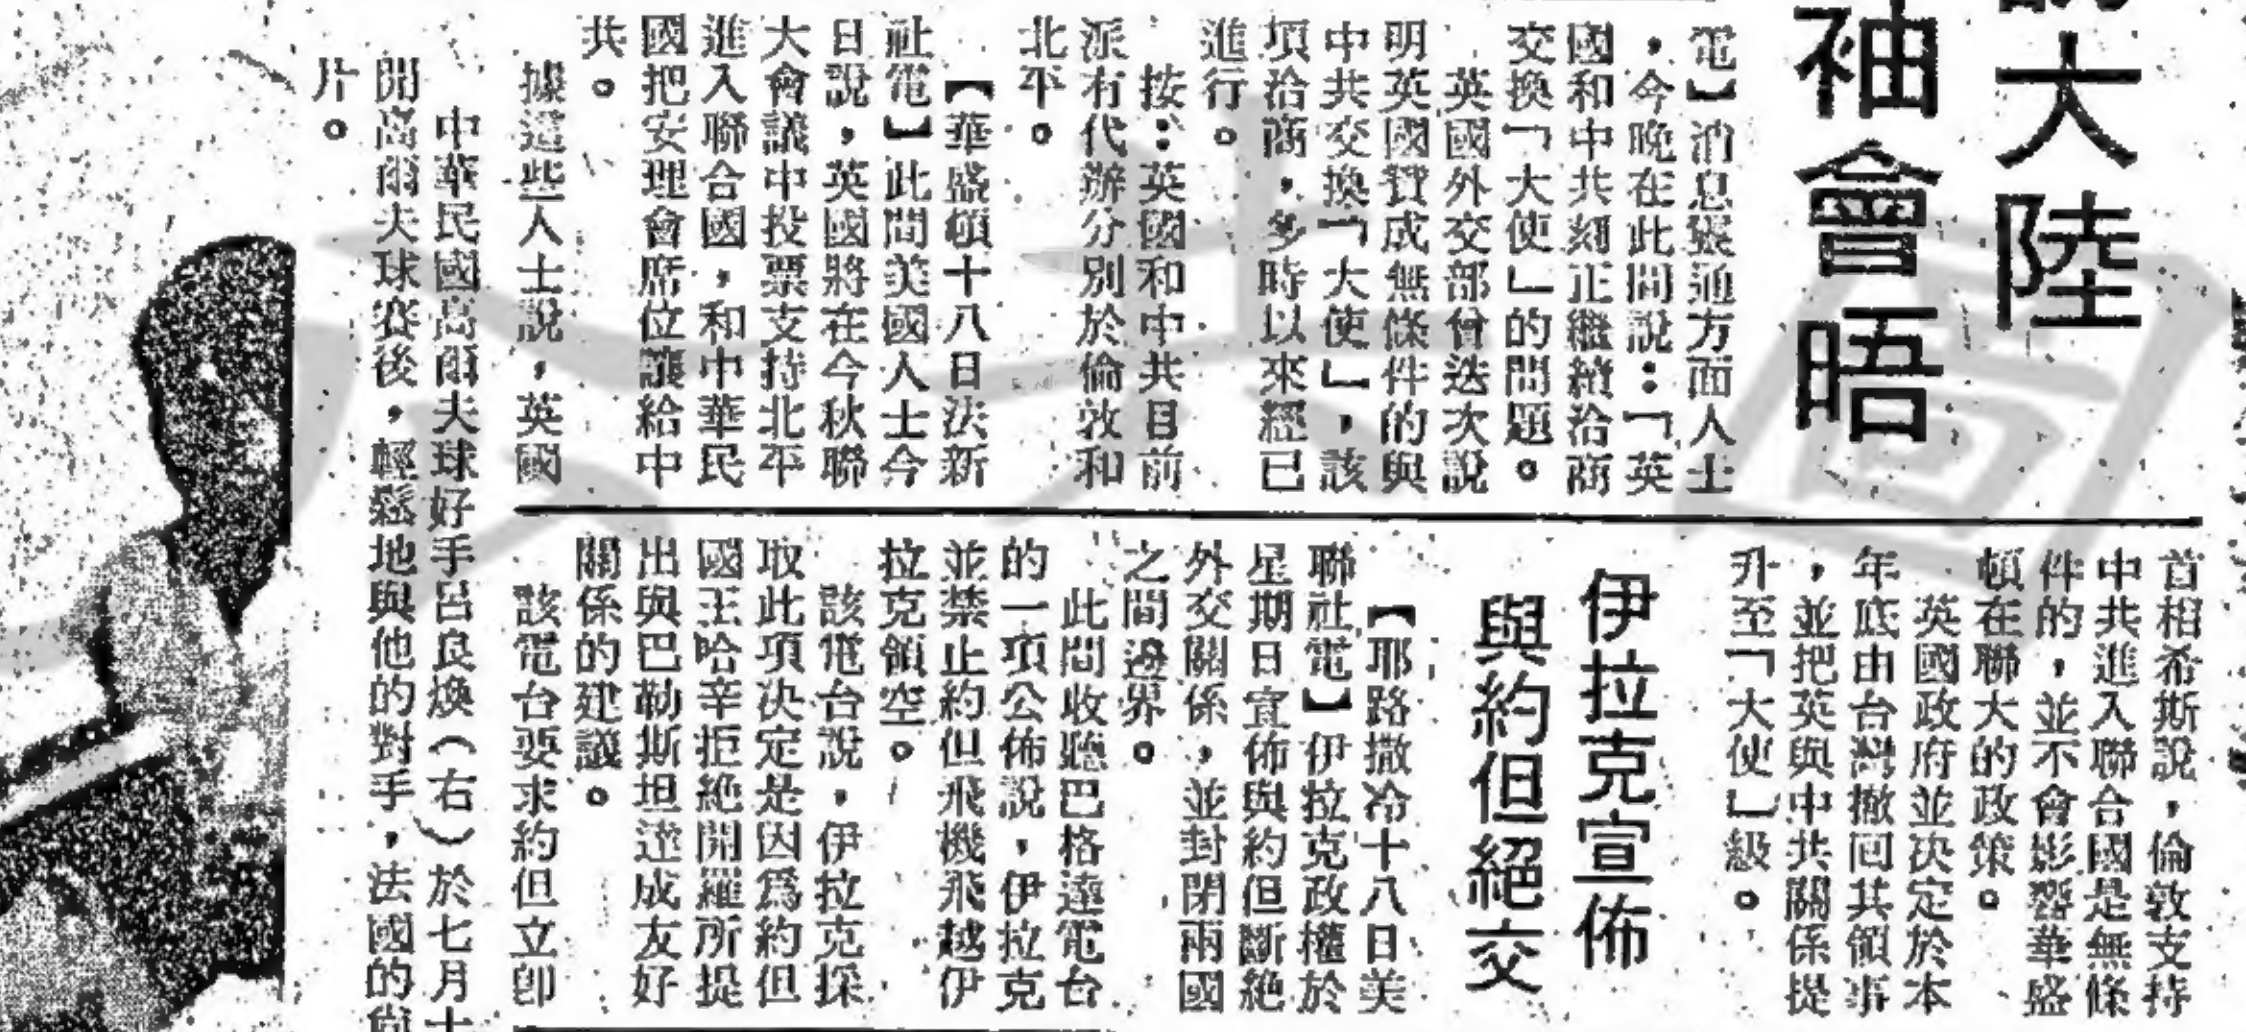 大陸
袖會晤
電】消息靈通方面人士
，今晚在此間說：「英
國和中共刻正繼續洽商
交換「大使」的問題。
英國外交部曾迭次說
明英國贊成無條件的與
中共交換「大使」，該
項洽商，多時以來經已
進行。
按：英國和中共目前
派有代辦分別於倫敦和
北平。
【華盛頓十八日法新
社電】此間美國人士今
日說，英國將在今秋聯
大會議中投票支持北平
進入聯合國，和中華民
國把安理會席位讓給中
共。
據這些人士說，英國
首相希斯說，倫敦支持
中共進入聯合國是無條
件的，並不會影響華盛
頓在聯大的政策。
英國政府並決定於本
年底由台灣撤回其領事
，並把英與中共關係提
升至「大使」級。
伊拉克宣佈
與約但絕交
【耶路撒冷十八日美
聯社電】伊拉克政權於
星期日宣佈與約但斷絕
外交關係，並封閉兩國
之間邊界。
此間收聽巴格達電台
的一項公佈說，伊拉克
並禁止約但飛機飛越伊
拉克領空。
該電台說，伊拉克採
取此項決定是因為約但
國王哈辛拒絕開羅所提
出與巴勒斯坦達成友好
關係的建議。
該電台要求約但立即
中華民國高爾夫球好手呂良煥（右）於七月十
開高爾夫球賽後，輕鬆地與他的對手，法國的
片。
圖